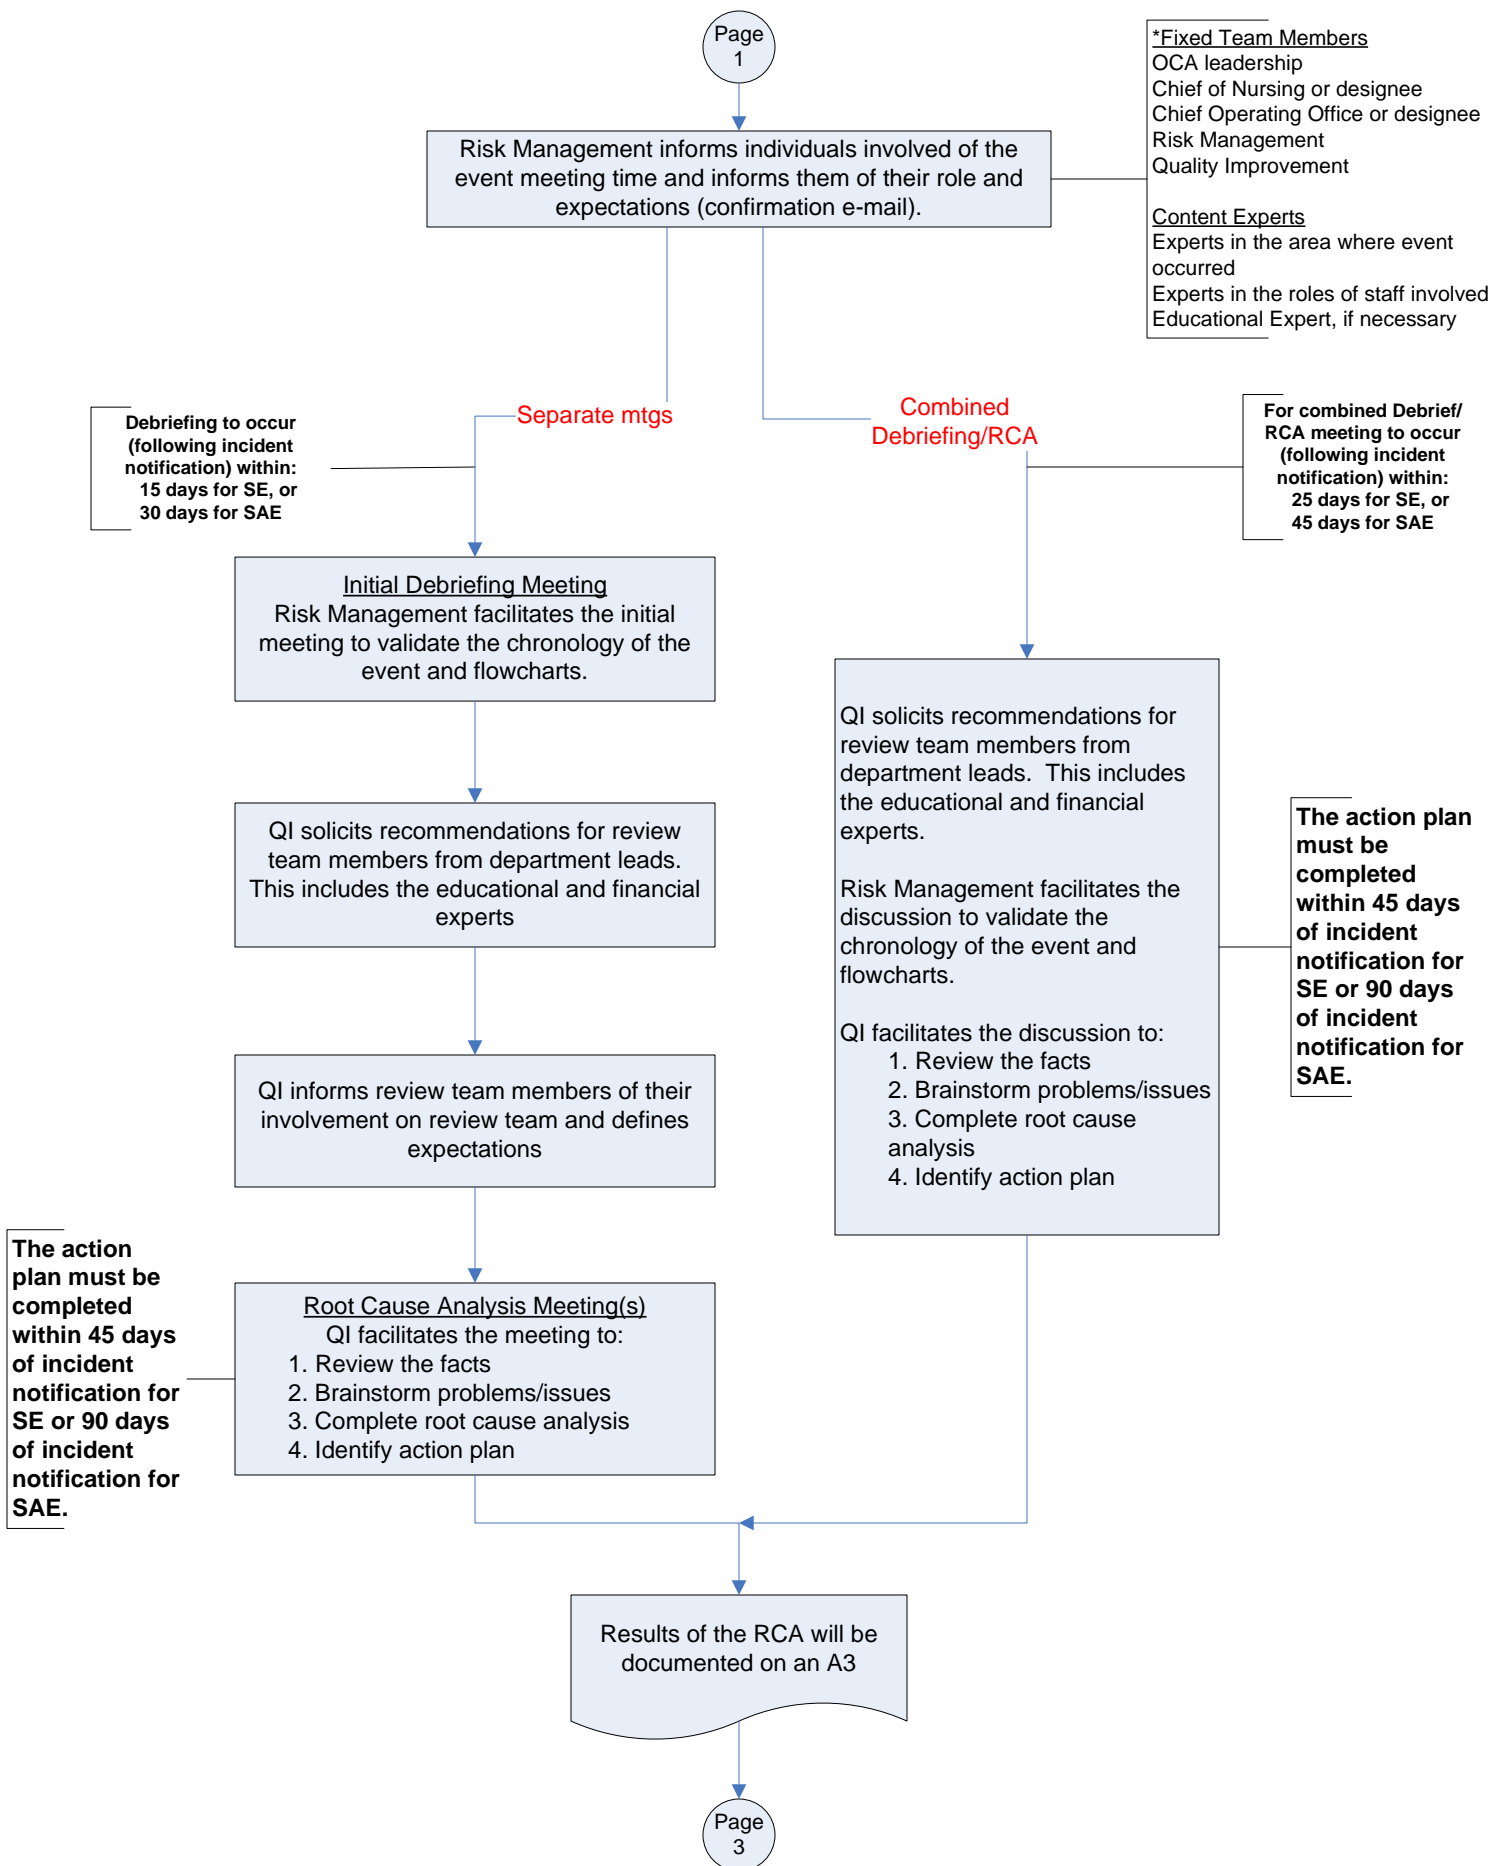 Page
1
*Fixed Team Members
OCA leadership
Chief of Nursing or designee
Chief Operating Office or designee
Risk Management
Quality Improvement
Content Experts
Experts in the area where event
occurred
Experts in the roles of staff involved
Educational Expert, if necessary
Risk Management informs individuals involved of the
event meeting time and informs them of their role and
expectations (confirmation e-mail).
Separate mtgs
Combined
Debriefing/RCA
Debriefing to occur
(following incident
notification) within:
15 days for SE, or
30 days for SAE
For combined Debrief/
RCA meeting to occur
(following incident
notification) within:
25 days for SE, or
45 days for SAE
Initial Debriefing Meeting
Risk Management facilitates the initial
meeting to validate the chronology of the
event and flowcharts.
QI solicits recommendations for review
team members from department leads.
This includes the educational and financial
experts
QI informs review team members of their
involvement on review team and defines
expectations
The action
plan must be
completed
within 45 days
of incident
notification for
SE or 90 days
of incident
notification for
SAE.
Root Cause Analysis Meeting(s)
QI facilitates the meeting to:
1. Review the facts
2. Brainstorm problems/issues
3. Complete root cause analysis
4. Identify action plan
QI solicits recommendations for
review team members from
department leads.  This includes
the educational and financial
experts.
Risk Management facilitates the
discussion to validate the
chronology of the event and
flowcharts.
QI facilitates the discussion to:
1. Review the facts
2. Brainstorm problems/issues
3. Complete root cause
analysis
4. Identify action plan
The action plan
must be
completed
within 45 days
of incident
notification for
SE or 90 days
of incident
notification for
SAE.
Results of the RCA will be
documented on an A3
Page
3